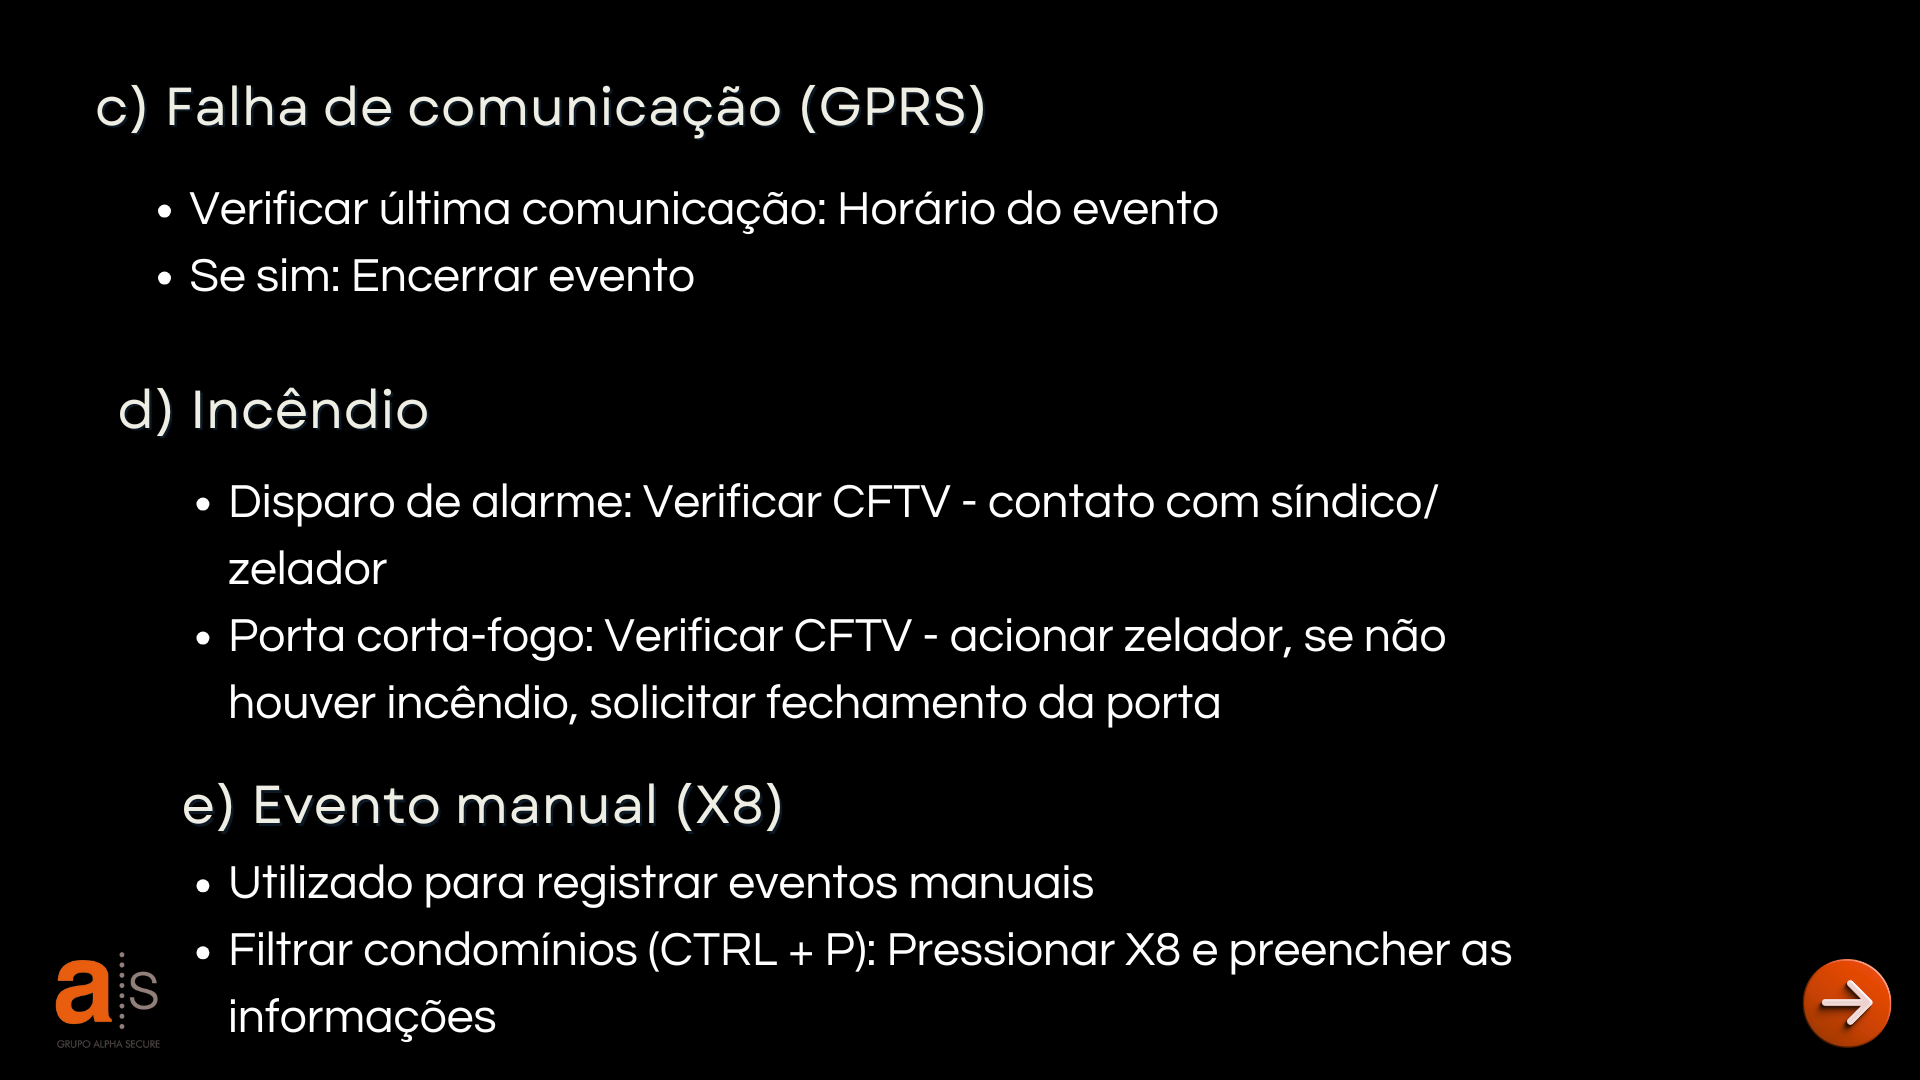 c) Falha de comunicação (GPRS)
• Verificar última comunicação: Horário do evento
• Se sim: Encerrar evento
d) Incêndio
• Disparo de alarme: Verificar CFTV - contato com síndico/
zelador
• Porta corta-fogo: Verificar CFTV - acionar zelador, se não
houver incêndio, solicitar fechamento da porta
e) Evento manual (X8)
• Utilizado para registrar eventos manuais
• Filtrar condomínios (CTRL + P): Pressionar X8 e preencher as
informações
a s
GRUPO ALPHA SECURE